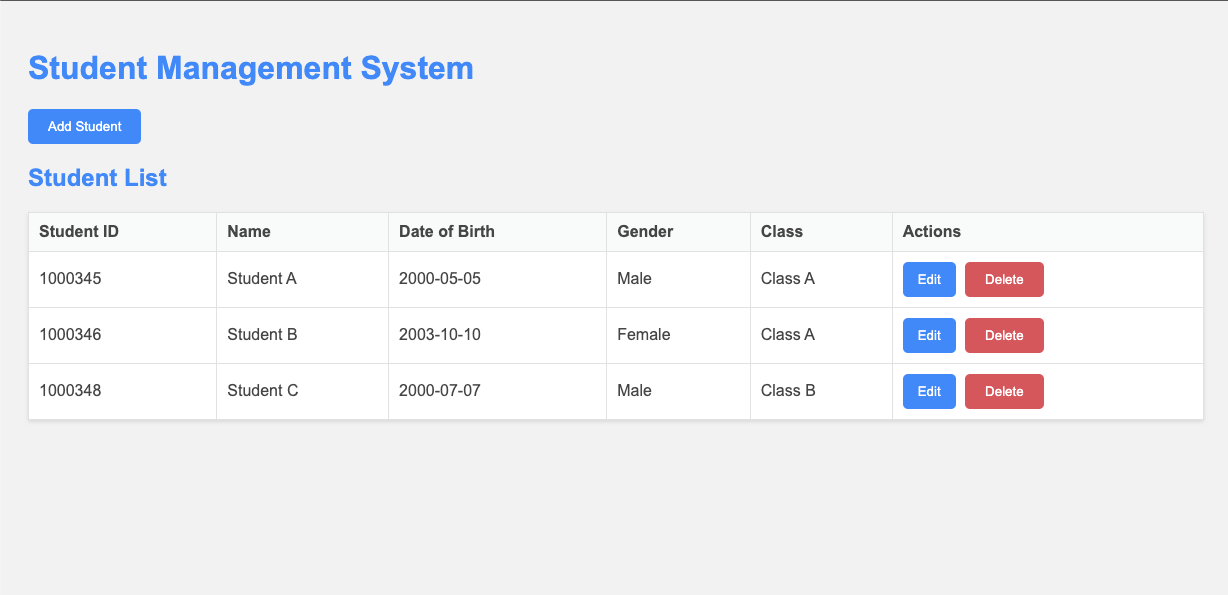 Student Management System
Add Student
Student List
Student ID Name Date of Birth Gender Class Actions
1000345 Student A 2000-05-05 Male Class A Edit Delete
1000346 Student B 2003-10-10 Female Class A Edit Delete
1000348 Student C 2000-07-07 Male Class B Edit Delete